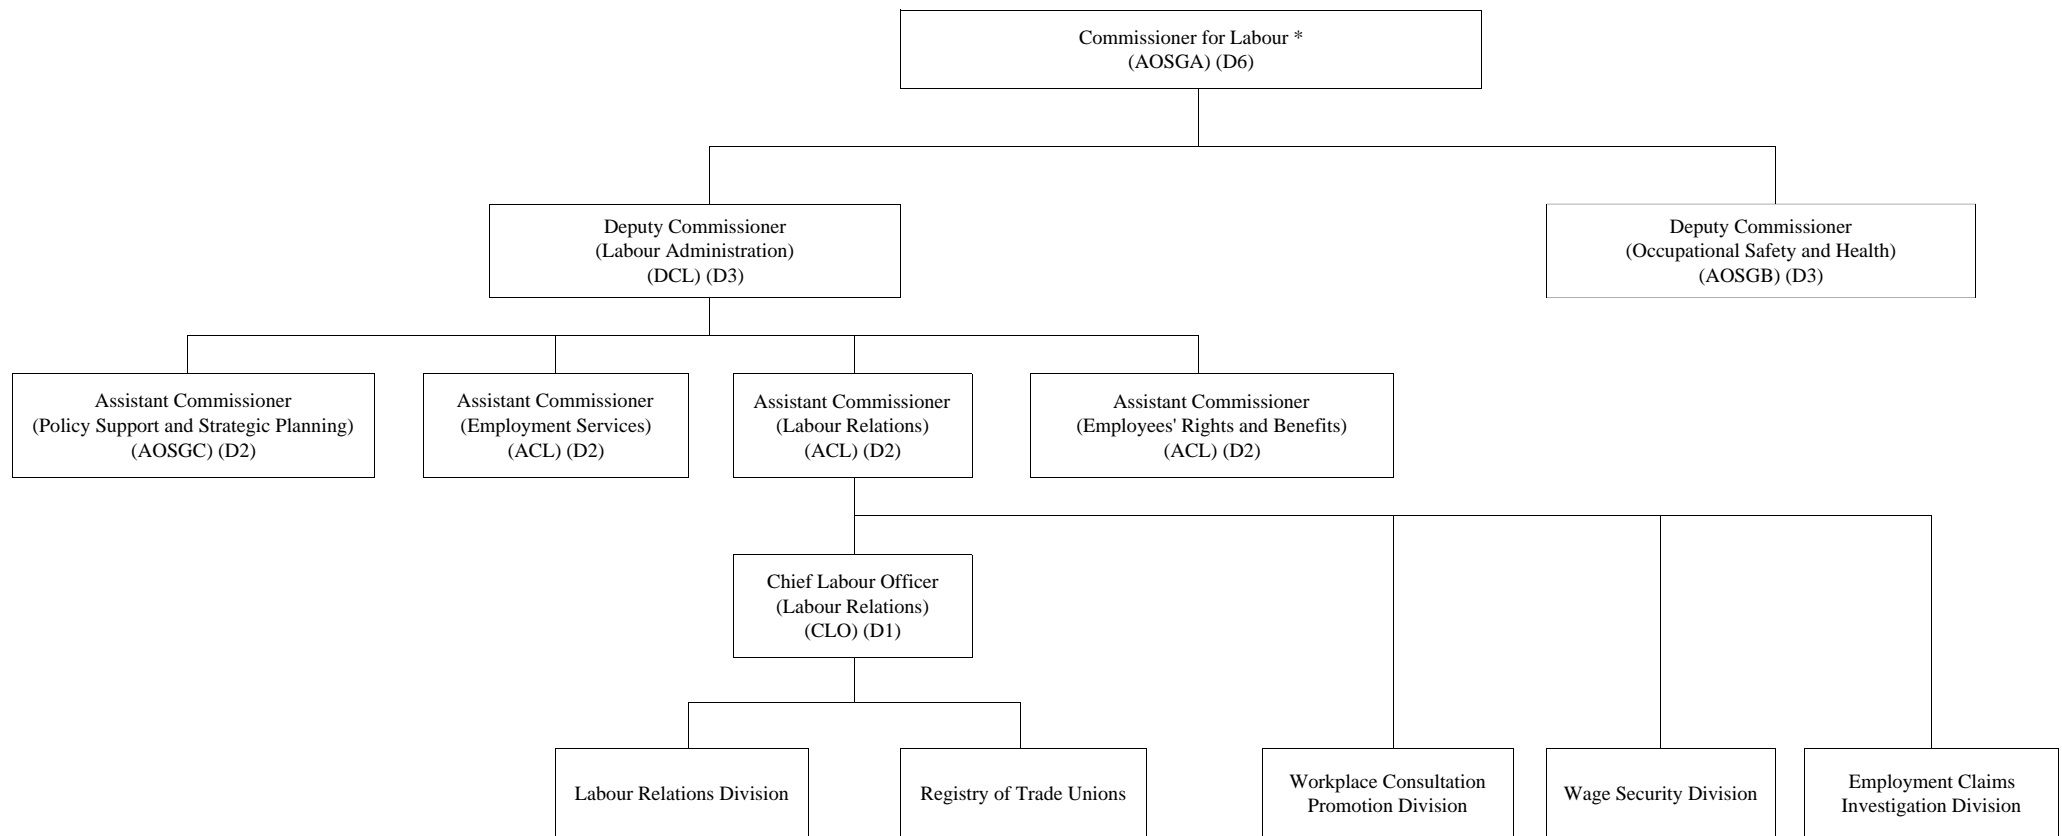 Commissioner for Labour *
(AOSGA) (D6)
Deputy Commissioner
(Labour Administration)
(DCL) (D3)
Deputy Commissioner
(Occupational Safety and Health)
(AOSGB) (D3)
Assistant Commissioner
(Policy Support and Strategic Planning)
(AOSGC) (D2)
Assistant Commissioner
(Employment Services)
(ACL) (D2)
Assistant Commissioner
(Labour Relations)
(ACL) (D2)
Assistant Commissioner
(Employees' Rights and Benefits)
(ACL) (D2)
Chief Labour Officer
(Labour Relations)
(CLO) (D1)
Labour Relations Division
Registry of Trade Unions
Workplace Consultation
Promotion Division
Wage Security Division
Employment Claims
Investigation Division